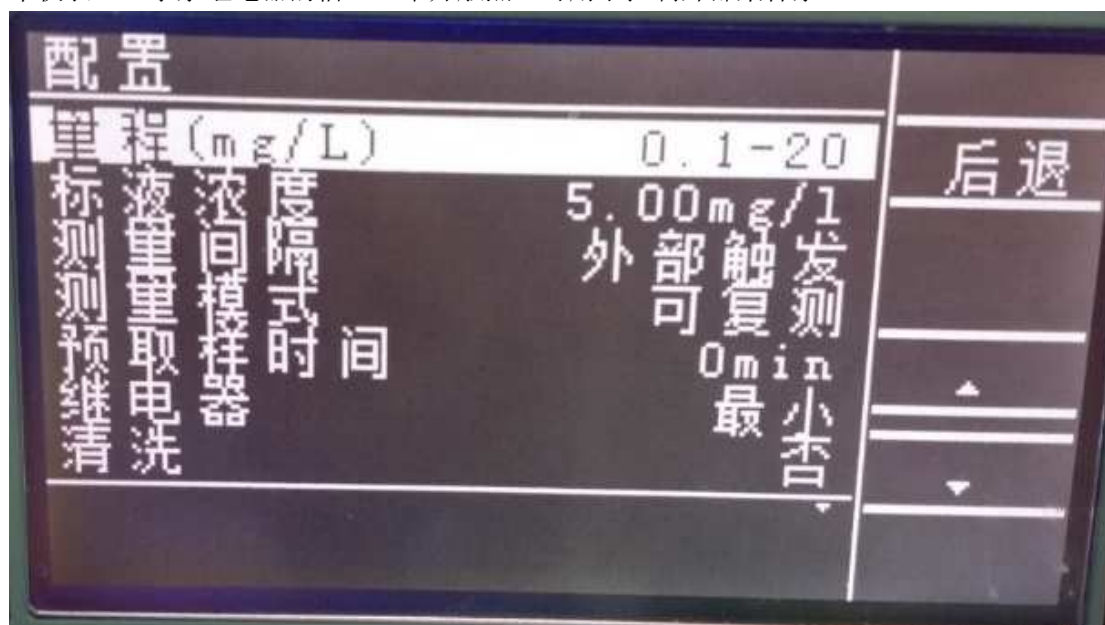 配置
量程(mg/L) 0.1-20
后退
标液浓度 5.00mg/l
测量间隔 外部触发
测量模式 可复测
预取样时间 0min
继电器 最小
清洗 否